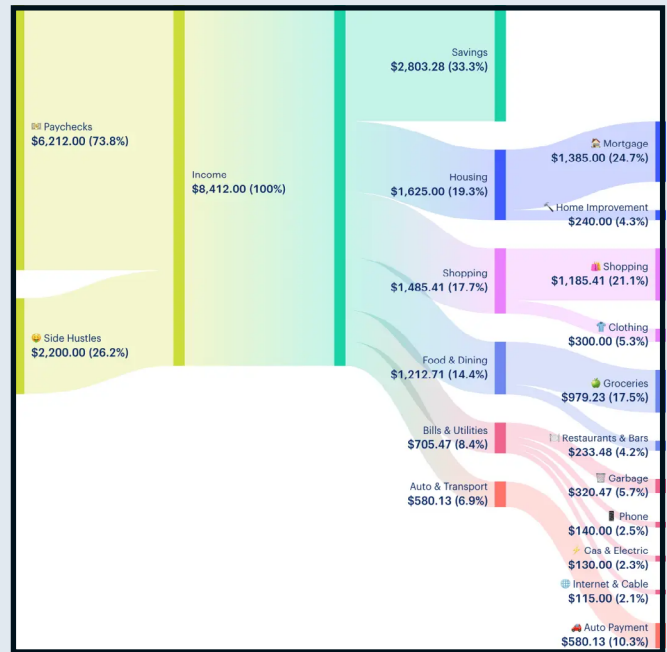 Paychecks
$6,212.00 (73.8%)
Side Hustles
$2,200.00 (26.2%)
Income
$8,412.00 (100%)
Savings
$2,803.28 (33.3%)
Housing
$1,625.00 (19.3%)
Shopping
$1,485.41 (17.7%)
Food & Dining
$1,212.71 (14.4%)
Bills & Utilities
$705.47 (8.4%)
Auto & Transport
$580.13 (6.9%)
Mortgage
$1,385.00 (24.7%)
Home Improvement
$240.00 (4.3%)
Shopping
$1,185.41 (21.1%)
Clothing
$300.00 (5.3%)
Groceries
$979.23 (17.5%)
Restaurants & Bars
$233.48 (4.2%)
Garbage
$320.47 (5.7%)
Phone
$140.00 (2.5%)
Gas & Electric
$130.00 (2.3%)
Internet & Cable
$115.00 (2.1%)
Auto Payment
$580.13 (10.3%)